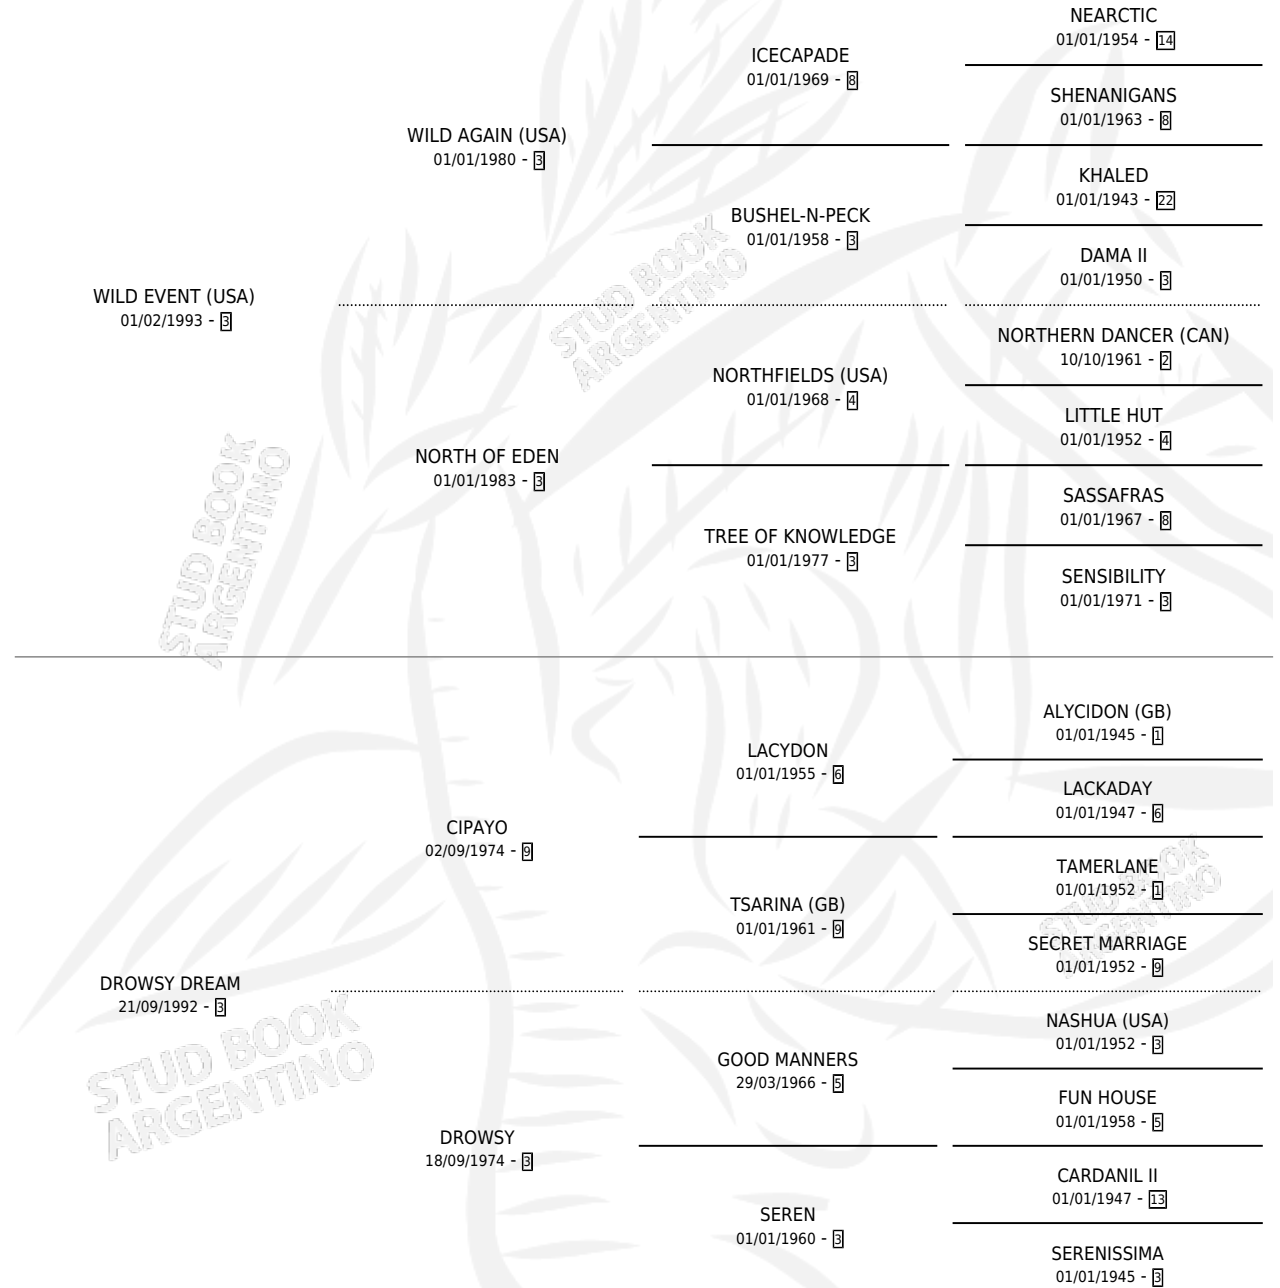 NEARCTIC
01/01/1954 - 14
ICECAPADE
01/01/1969 - 8
SHENANIGANS
01/01/1963 - 8
WILD AGAIN (USA)
01/01/1980 - 3
KHALED
01/01/1943 - 22
BUSHEL-N-PECK
01/01/1958 - 3
DAMA II
01/01/1950 - 3
WILD EVENT (USA)
01/02/1993 - 3
NORTHERN DANCER (CAN)
10/10/1961 - 2
NORTHFIELDS (USA)
01/01/1968 - 4
LITTLE HUT
01/01/1952 - 4
NORTH OF EDEN
01/01/1983 - 3
SASSAFRAS
01/01/1967 - 8
TREE OF KNOWLEDGE
01/01/1977 - 3
SENSIBILITY
01/01/1971 - 3
ALYCIDON (GB)
01/01/1945 - 1
LACYDON
01/01/1955 - 6
LACKADAY
01/01/1947 - 6
CIPAYO
02/09/1974 - 9
TAMERLANE
01/01/1952 - 1
TSARINA (GB)
01/01/1961 - 9
SECRET MARRIAGE
01/01/1952 - 9
DROWSY DREAM
21/09/1992 - 3
NASHUA (USA)
01/01/1952 - 3
GOOD MANNERS
29/03/1966 - 5
FUN HOUSE
01/01/1958 - 5
DROWSY
18/09/1974 - 3
CARDANIL II
01/01/1947 - 13
SEREN
01/01/1960 - 3
SERENISSIMA
01/01/1945 - 3
STUD BOOK
ARGENTINO
STUD BOOK
ARGENTINO
STUD BOOK
ARGENTINO
STUD BOOK
ARGENTINO